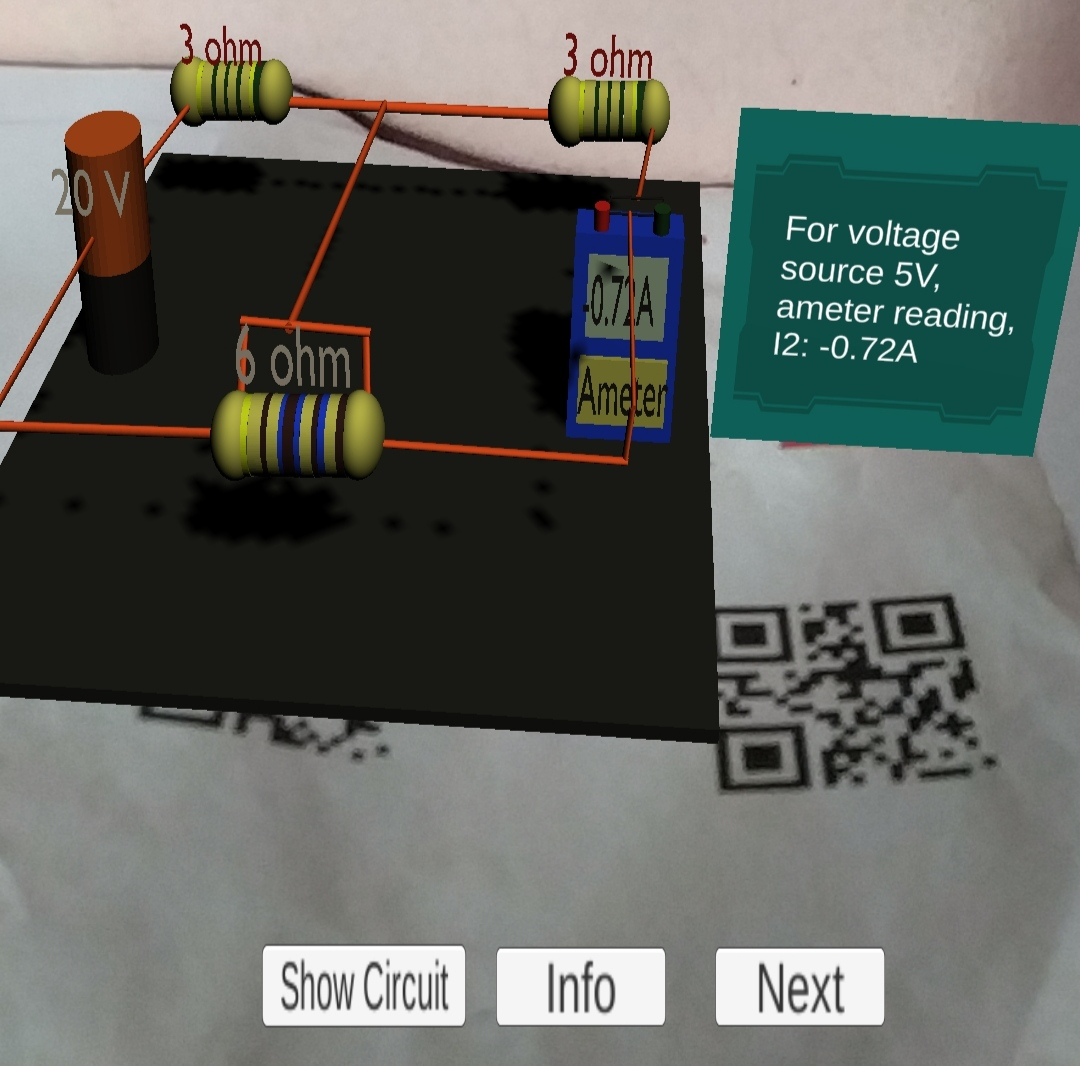 3 ohm
3 ohm
20 V
For voltage
source 5V,
ameter reading,
I2: -0.72A
-0.72A
6 ohm
Ameter
Show Circuit
Info
Next